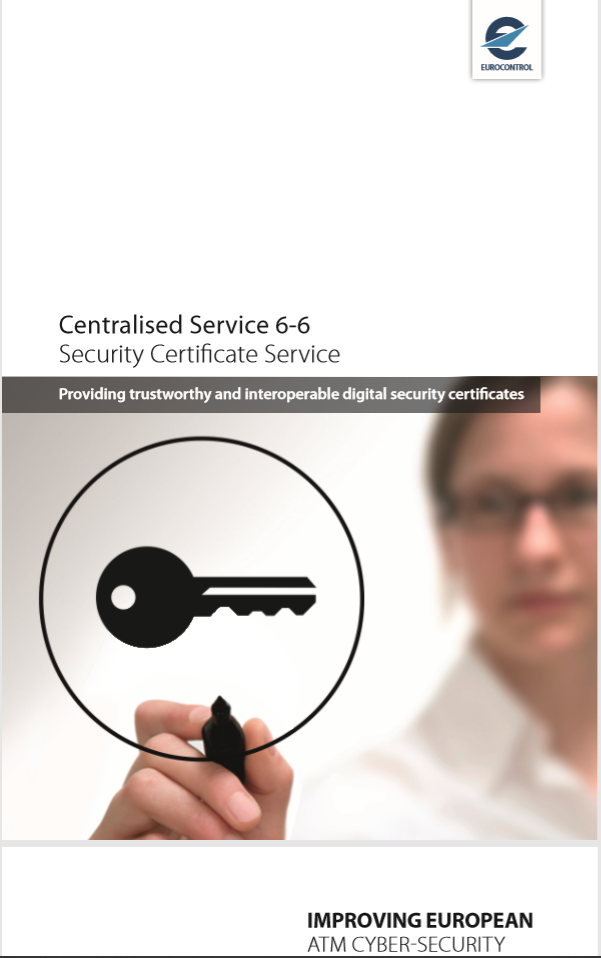 EUROCONTROL
Centralised Service 6-6
Security Certificate Service
Providing trustworthy and interoperable digital security certificates
IMPROVING EUROPEAN
ATM CYBER-SECURITY